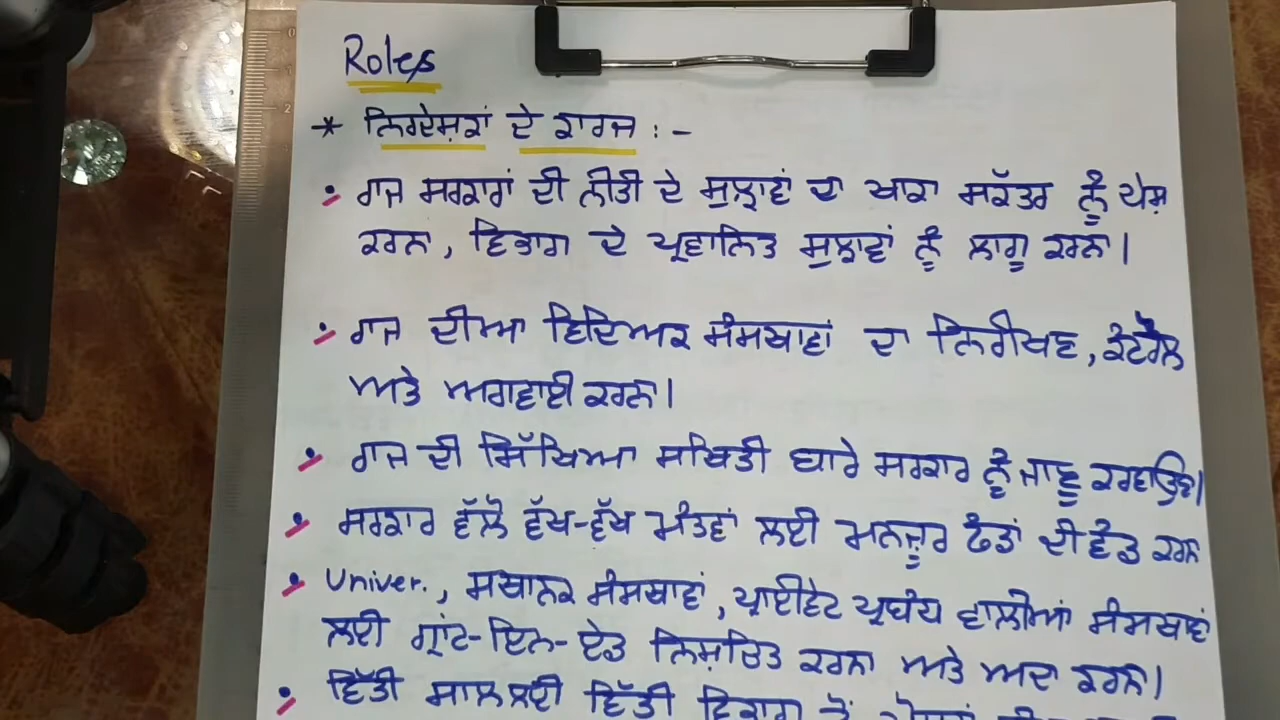 Roles
* ਨਿਰਦੇਸ਼ਕਾਂ ਦੇ ਕਾਰਜ :-
• ਰਾਜ ਸਰਕਾਰਾਂ ਦੀ ਨੀਤੀ ਦੇ ਸੁਝਾਵਾਂ ਦਾ ਖਾਕਾ ਸਕੱਤਰ ਨੂੰ ਪੇਸ਼
ਕਰਨਾ, ਵਿਭਾਗ ਦੇ ਪ੍ਰਵਾਨਿਤ ਸੁਝਾਵਾਂ ਨੂੰ ਲਾਗੂ ਕਰਨਾ।
• ਰਾਜ ਦੀਆ ਵਿਦਿਅਕ ਸੰਸਥਾਵਾਂ ਦਾ ਨਿਰੀਖਣ, ਕੰਟਰੌਲ
ਅਤੇ ਅਗਵਾਈ ਕਰਨਾ।
• ਰਾਜ ਦੀ ਸਿੱਖਿਆ ਸਥਿਤੀ ਬਾਰੇ ਸਰਕਾਰ ਨੂੰ ਜਾਣੂ ਕਰਵਾਉਣਾ।
• ਸਰਕਾਰ ਵੱਲੋਂ ਵੱਖ-ਵੱਖ ਮੰਤਵਾਂ ਲਈ ਮਨਜ਼ੂਰ ਫੰਡਾਂ ਦੀ ਵੰਡ ਕਰਨਾ
• Univer., ਸਥਾਨਕ ਸੰਸਥਾਵਾਂ, ਪ੍ਰਾਈਵੇਟ ਪ੍ਰਬੰਧ ਵਾਲੀਆਂ ਸੰਸਥਾਵਾਂ
ਲਈ ਗ੍ਰਾਂਟ-ਇਨ-ਏਡ ਨਿਸ਼ਚਿਤ ਕਰਨਾ ਅਤੇ ਅਦਾ ਕਰਨਾ।
• ਵਿੱਤੀ ਸਾਲ ਲਈ ਵਿੱਤੀ ਵਿਭਾਗ ਤੋਂ